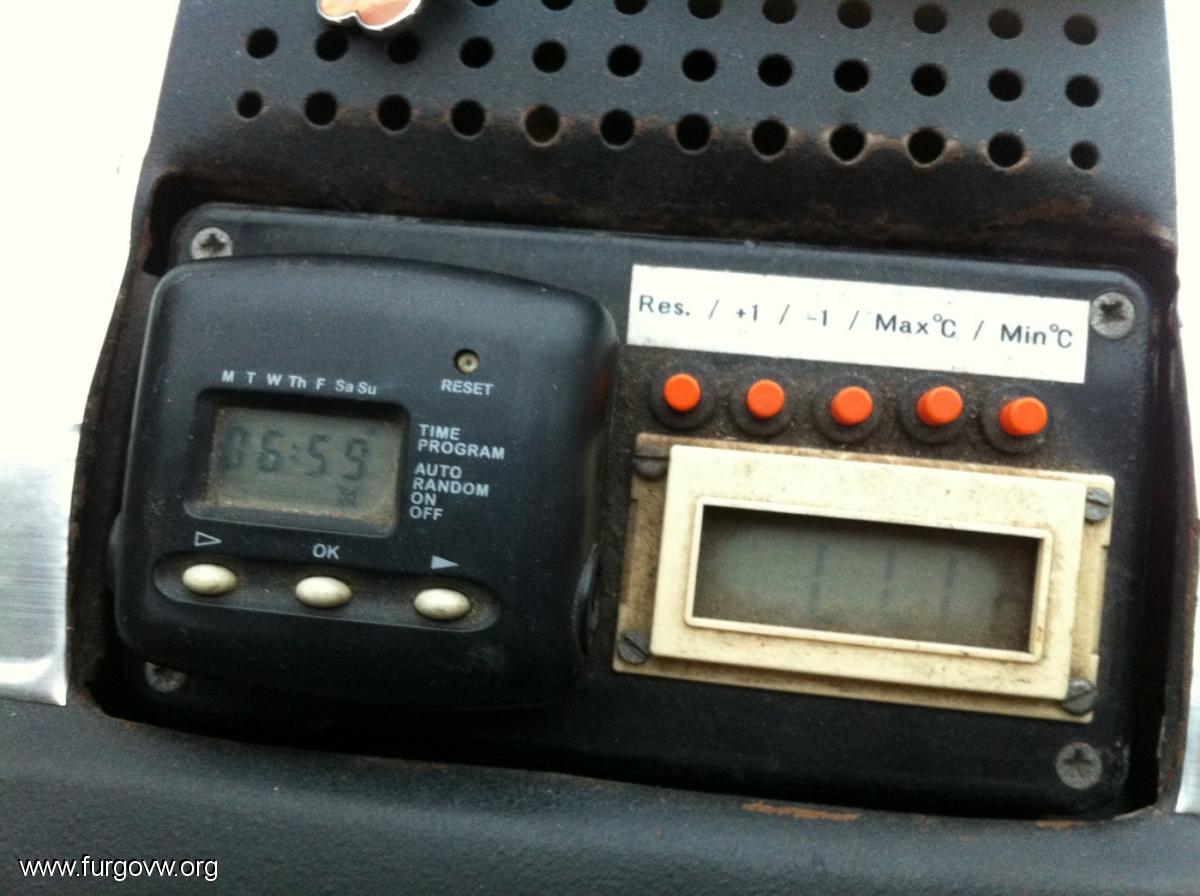 Res. / +1 / -1 / Max°C / Min°C
RESET
M T W Th F Sa Su
TIME
PROGRAM
06:59
AUTO
RANDOM
ON
OFF
OK
www.furgovw.org